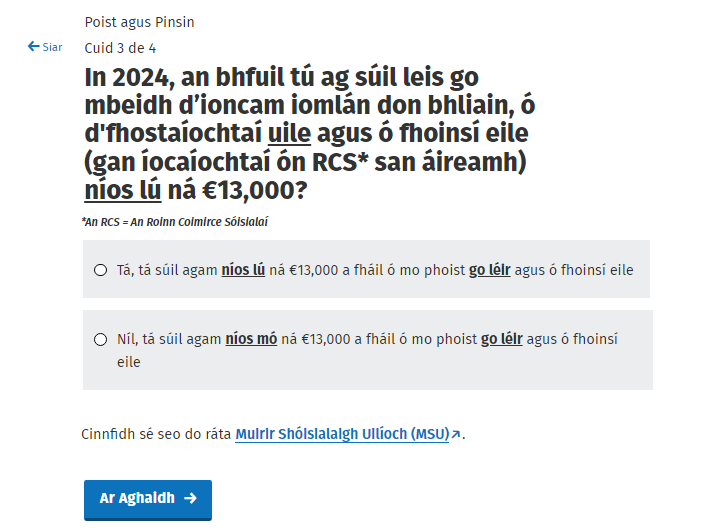 Poist agus Pinsin
Siar
Cuid 3 de 4
In 2024, an bhfuil tú ag súil leis go
mbeidh d’ioncam iomlán don bhliain, ó
d'fhostaíochtaí uile agus ó fhoinsí eile
(gan íocaíochtaí ón RCS* san áireamh)
níos lú ná €13,000?
*An RCS = An Roinn Coimirce Sóisialaí
Tá, tá súil agam níos lú ná €13,000 a fháil ó mo phoist go léir agus ó fhoinsí eile
Níl, tá súil agam níos mó ná €13,000 a fháil ó mo phoist go léir agus ó fhoinsí
eile
Cinnfidh sé seo do ráta Muirir Shóisialaigh Uilíoch (MSU).
Ar Aghaidh